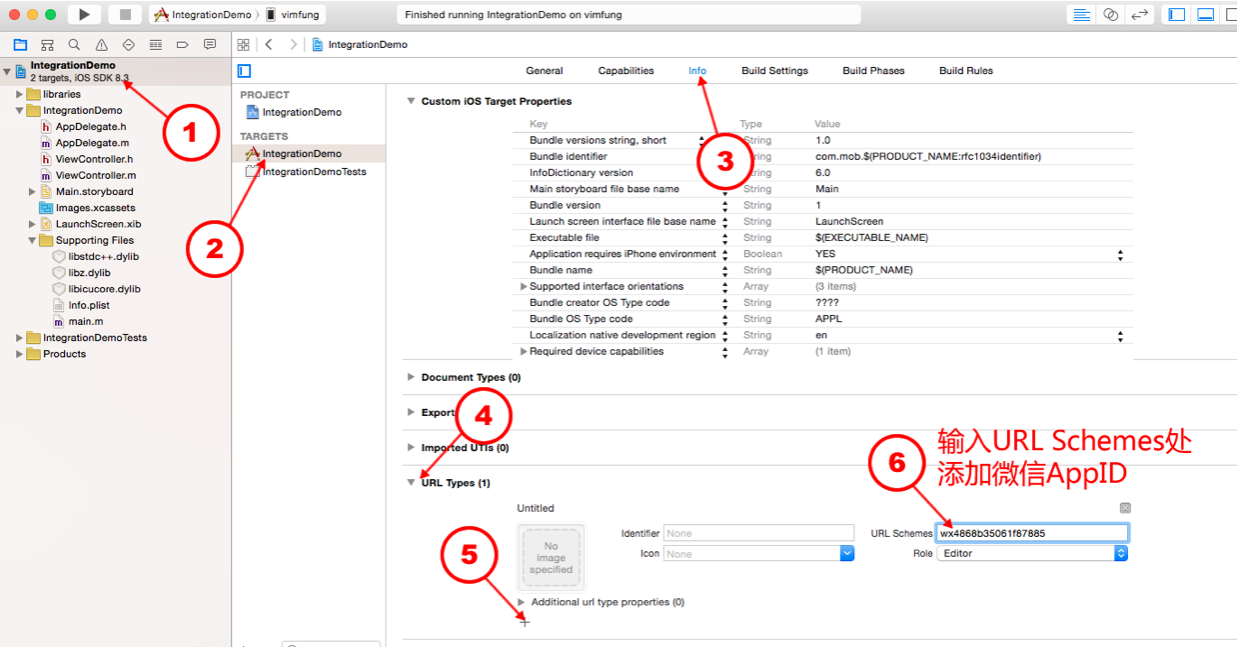 IntegrationDemo
vimfung
Finished running IntegrationDemo on vimfung
IntegrationDemo
IntegrationDemo
2 targets, iOS SDK 8.3
libraries
IntegrationDemo
h AppDelegate.h
m AppDelegate.m
h ViewController.h
m ViewController.m
Main.storyboard
Images.xcassets
LaunchScreen.xib
Supporting Files
libstdc++.dylib
libz.dylib
libicucore.dylib
Info.plist
m main.m
IntegrationDemoTests
Products
1
2
PROJECT
IntegrationDemo
TARGETS
IntegrationDemo
IntegrationDemoTests
General Capabilities Info Build Settings Build Phases Build Rules
3
Custom iOS Target Properties
Key Type Value
Bundle versions string, short String 1.0
Bundle identifier com.mob.$(PRODUCT_NAME:rfc1034identifier)
InfoDictionary version 6.0
Main storyboard file base name String Main
Bundle version String 1
Launch screen interface file base name String LaunchScreen
Executable file String $(EXECUTABLE_NAME)
Application requires iPhone environment Boolean YES
Bundle name String $(PRODUCT_NAME)
Supported interface orientations Array (3 items)
Bundle creator OS Type code String ????
Bundle OS Type code String APPL
Localization native development region String en
Required device capabilities Array (1 item)
Document Types (0)
Export
4
Imported UTIs (0)
URL Types (1)
6
输入URL Schemes处
添加微信AppID
Untitled
No
image
specified
Identifier None
URL Schemes wx4868b35061f87885
Icon None
Role Editor
5
Additional url type properties (0)